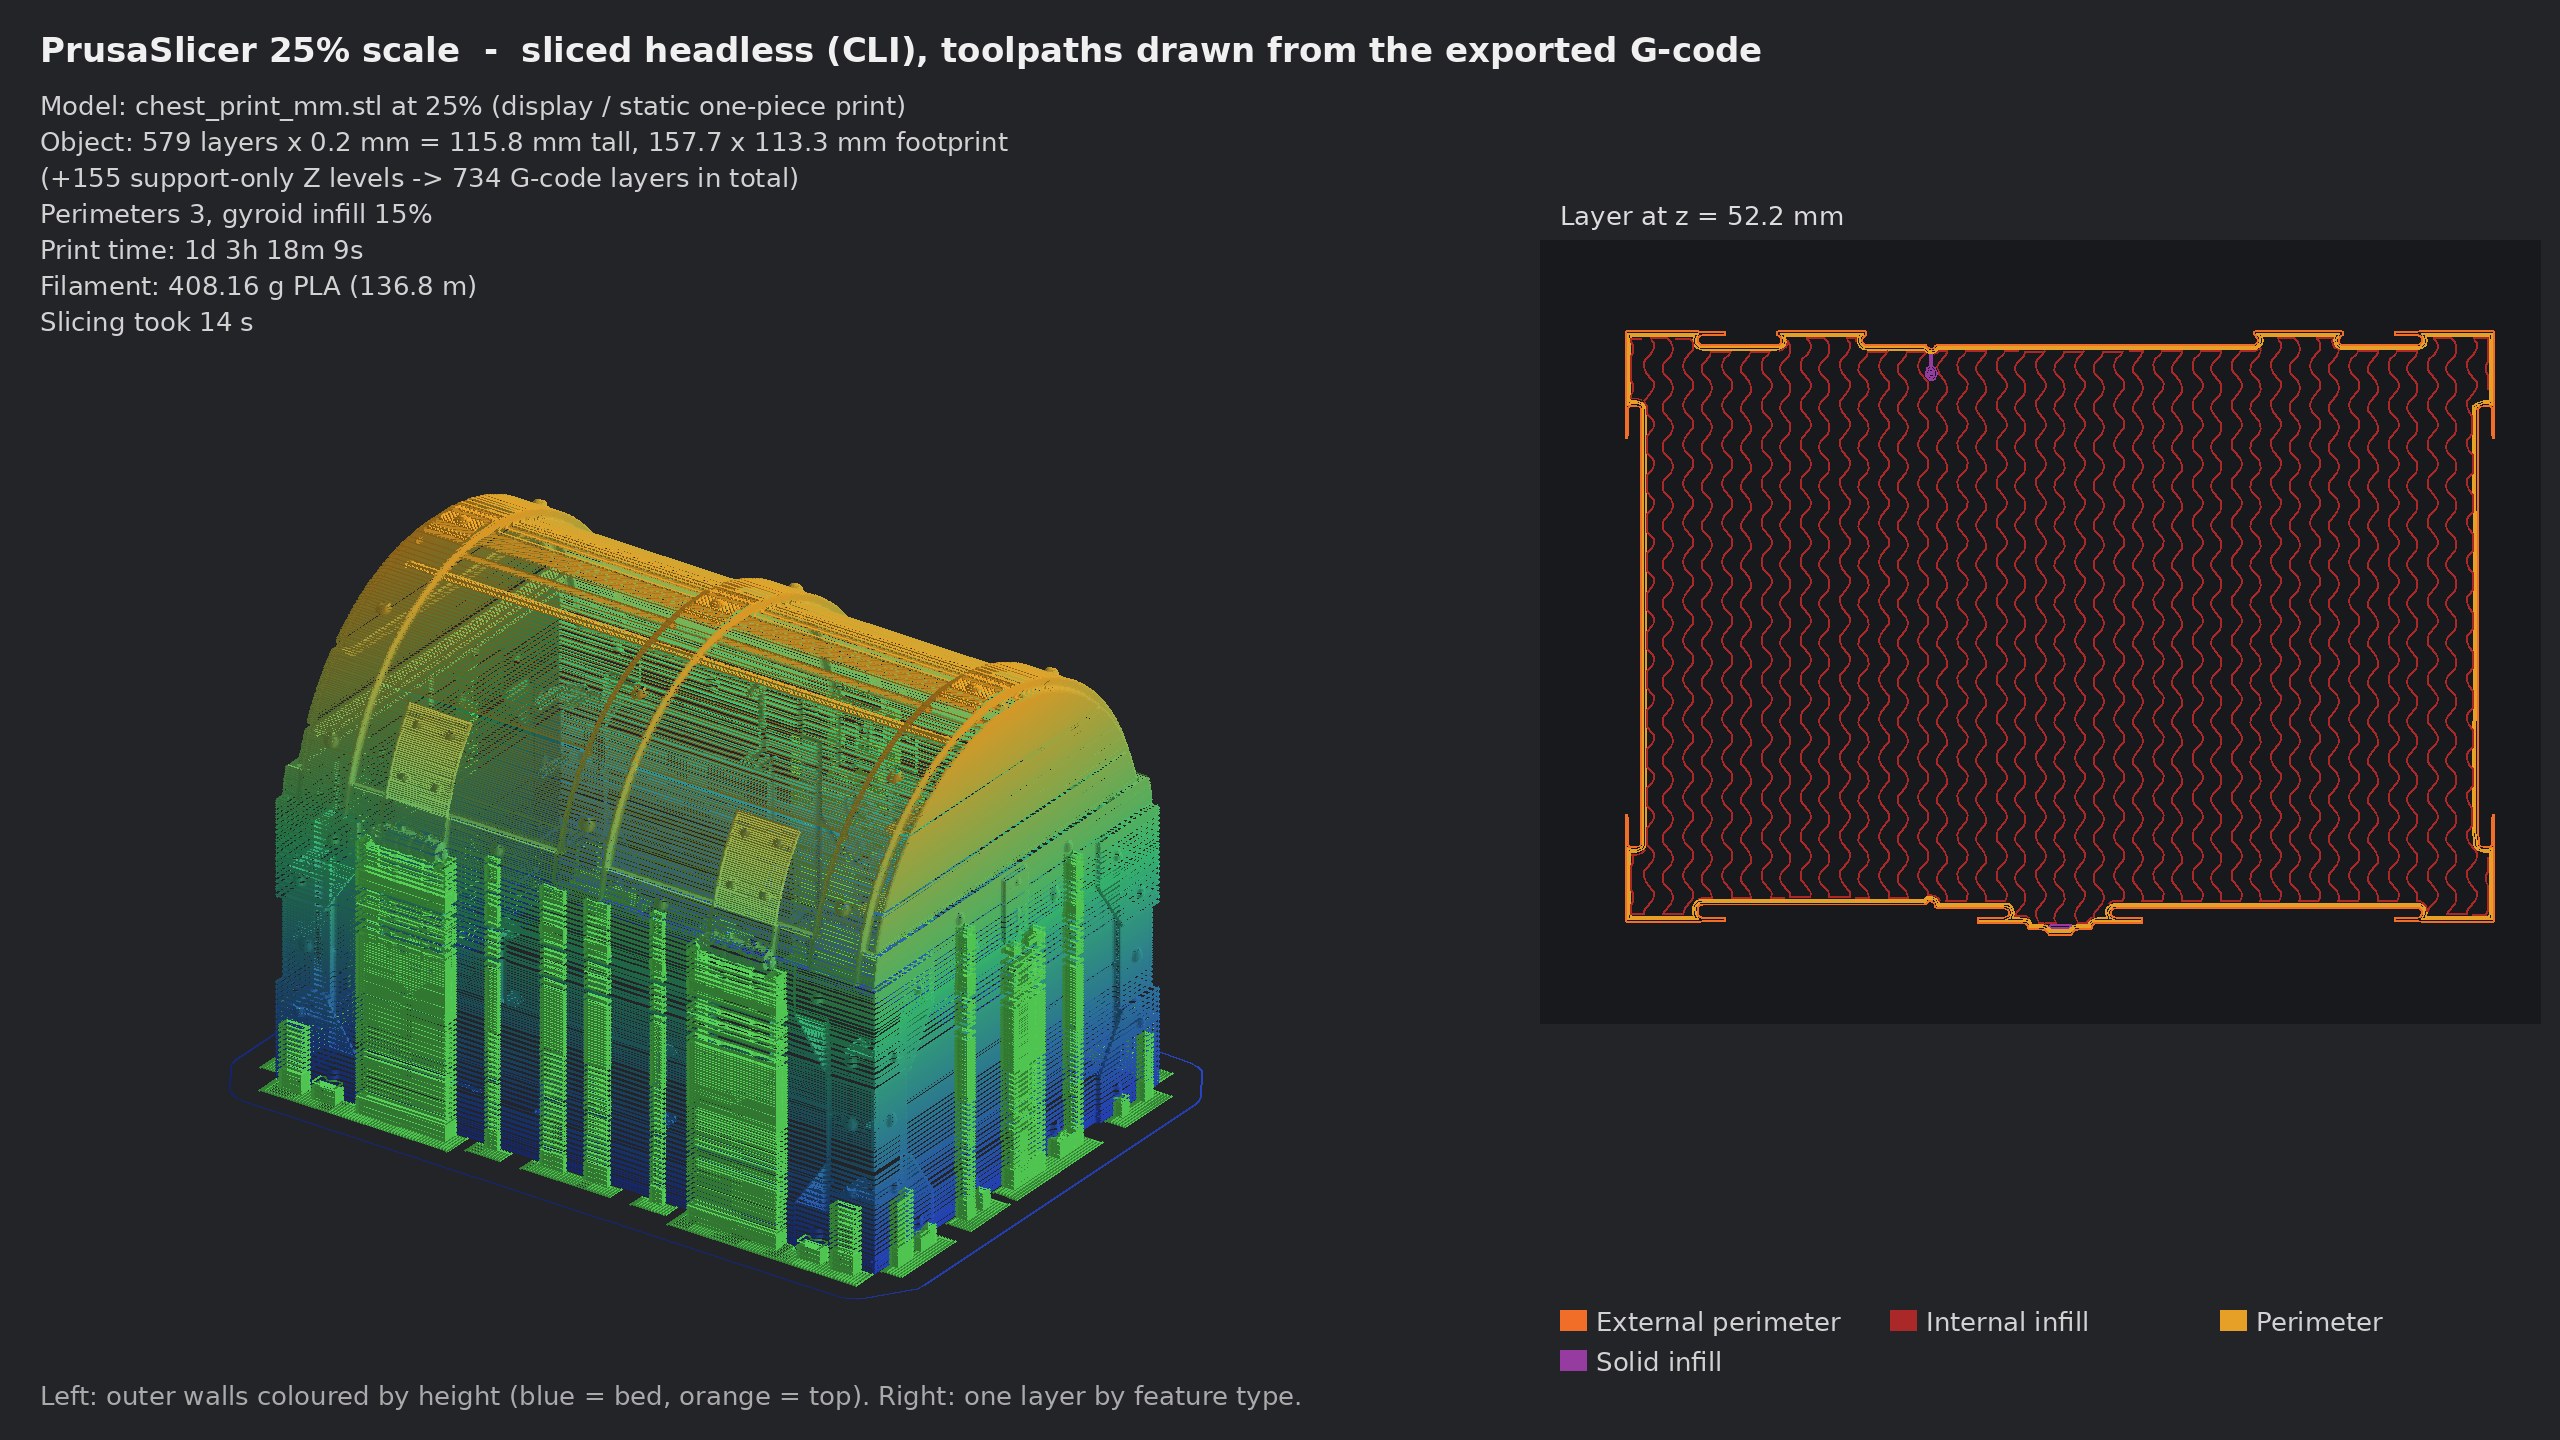 PrusaSlicer 25% scale - sliced headless (CLI), toolpaths drawn from the exported G-code
Model: chest_print_mm.stl at 25% (display / static one-piece print)
Object: 579 layers x 0.2 mm = 115.8 mm tall, 157.7 x 113.3 mm footprint
(+155 support-only Z levels -> 734 G-code layers in total)
Perimeters 3, gyroid infill 15%
Print time: 1d 3h 18m 9s
Filament: 408.16 g PLA (136.8 m)
Slicing took 14 s
Layer at z = 52.2 mm
External perimeter
Internal infill
Perimeter
Solid infill
Left: outer walls coloured by height (blue = bed, orange = top). Right: one layer by feature type.